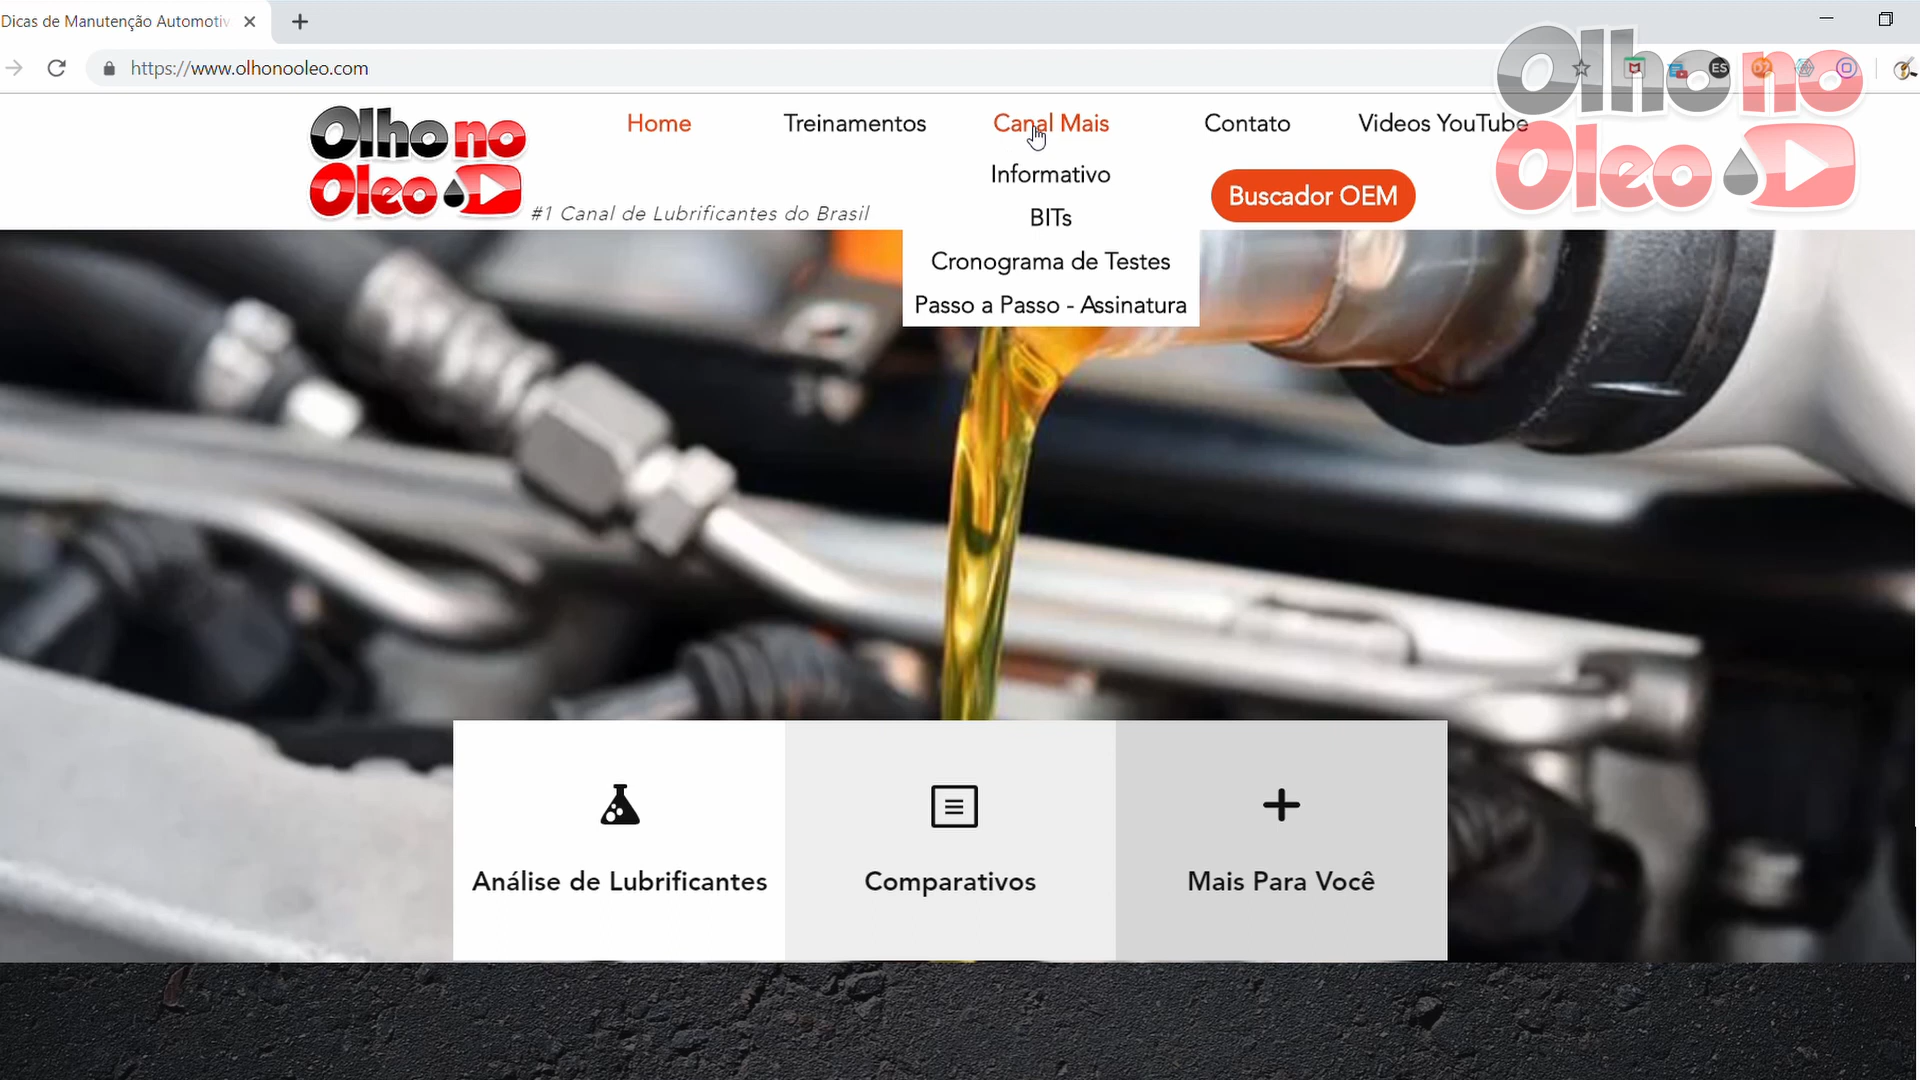 Dicas de Manutenção Automotiv
https://www.olhonooleo.com
ES
Olho no
Oleo
Olho no
Oleo
Home
Treinamentos
Canal Mais
Contato
Videos YouTube
Informativo
BITs
Cronograma de Testes
Passo a Passo - Assinatura
Buscador OEM
#1 Canal de Lubrificantes do Brasil
Análise de Lubrificantes
Comparativos
Mais Para Você